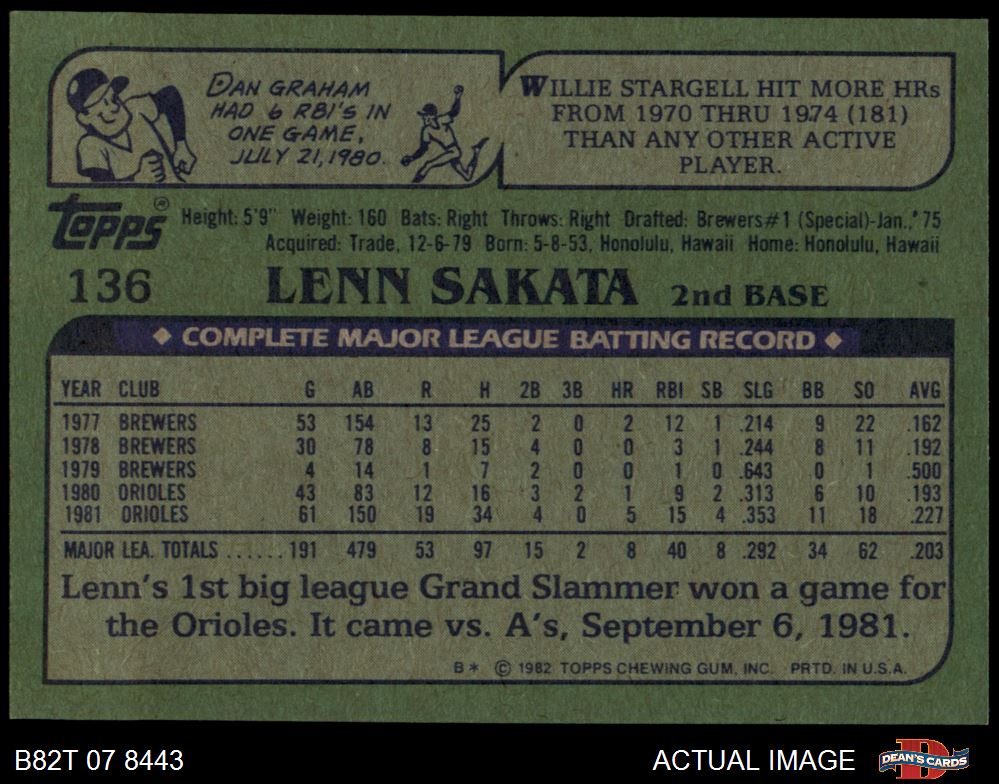 DAN GRAHAM
HAD 6 RBI'S IN
ONE GAME,
JULY 21, 1980.
WILLIE STARGELL HIT MORE HRs
FROM 1970 THRU 1974 (181)
THAN ANY OTHER ACTIVE
PLAYER.
Topps® Height: 5'9" Weight: 160 Bats: Right Throws: Right Drafted: Brewers #1 (Special)-Jan., '75
Acquired: Trade, 12-6-79 Born: 5-8-53, Honolulu, Hawaii Home: Honolulu, Hawaii
136 LENN SAKATA 2nd BASE
◆ COMPLETE MAJOR LEAGUE BATTING RECORD ◆
YEAR CLUB G AB R H 2B 3B HR RBI SB SLG BB SO AVG
1977 BREWERS 53 154 13 25 2 0 2 12 1 .214 9 22 .162
1978 BREWERS 30 78 8 15 4 0 0 3 1 .244 8 11 .192
1979 BREWERS 4 14 1 7 2 0 0 1 0 .643 0 1 .500
1980 ORIOLES 43 83 12 16 3 2 1 9 2 .313 6 10 .193
1981 ORIOLES 61 150 19 34 4 0 5 15 4 .353 11 18 .227
MAJOR LEA. TOTALS ......191 479 53 97 15 2 8 40 8 .292 34 62 .203
Lenn's 1st big league Grand Slammer won a game for
the Orioles. It came vs. A's, September 6, 1981.
B* © 1982 TOPPS CHEWING GUM, INC. PRTD. IN U.S.A.
B82T 07 8443 ACTUAL IMAGE DEAN'S CARDS